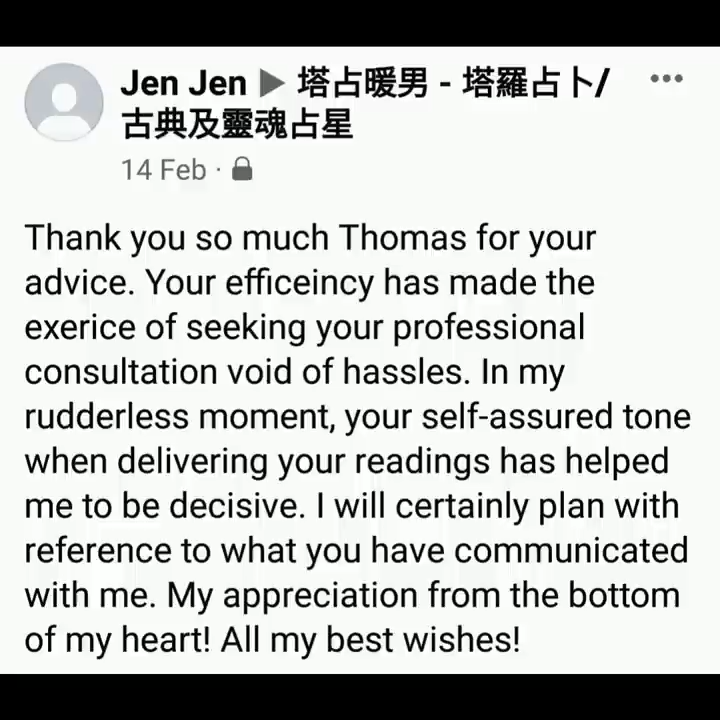 Jen Jen ▶ 塔占暖男 - 塔羅占卜/
古典及靈魂占星
14 Feb ·
Thank you so much Thomas for your
advice. Your efficeincy has made the
exerice of seeking your professional
consultation void of hassles. In my
rudderless moment, your self-assured tone
when delivering your readings has helped
me to be decisive. I will certainly plan with
reference to what you have communicated
with me. My appreciation from the bottom
of my heart! All my best wishes!